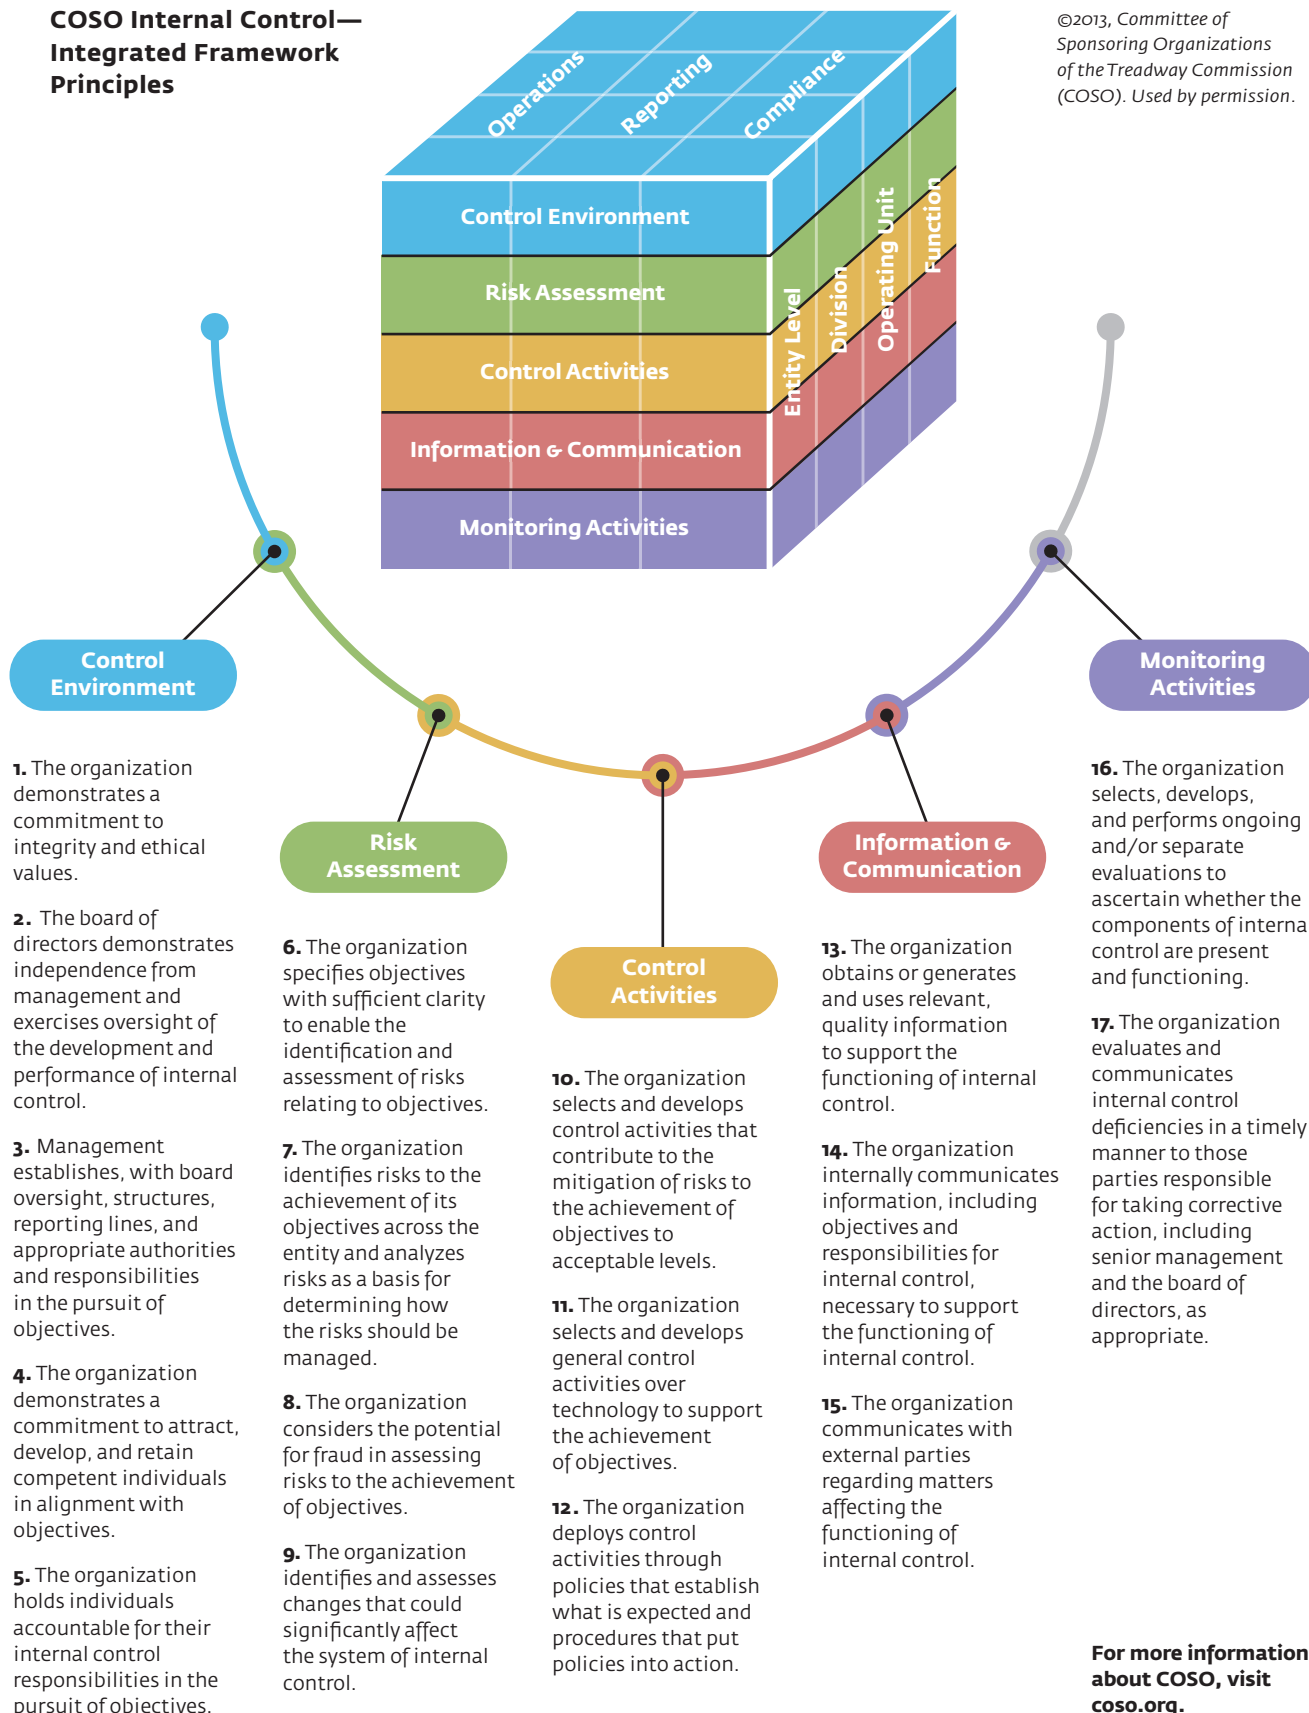 COSO Internal Control—
Integrated Framework
Principles
©2013, Committee of
Sponsoring Organizations
of the Treadway Commission
(COSO). Used by permission.
Operations
Reporting
Compliance
Control Environment
Risk Assessment
Control Activities
Information & Communication
Monitoring Activities
Entity Level
Division
Operating Unit
Function
Control
Environment
1. The organization
demonstrates a
commitment to
integrity and ethical
values.
2. The board of
directors demonstrates
independence from
management and
exercises oversight of
the development and
performance of internal
control.
3. Management
establishes, with board
oversight, structures,
reporting lines, and
appropriate authorities
and responsibilities
in the pursuit of
objectives.
4. The organization
demonstrates a
commitment to attract,
develop, and retain
competent individuals
in alignment with
objectives.
5. The organization
holds individuals
accountable for their
internal control
responsibilities in the
pursuit of objectives.
Risk
Assessment
6. The organization
specifies objectives
with sufficient clarity
to enable the
identification and
assessment of risks
relating to objectives.
7. The organization
identifies risks to the
achievement of its
objectives across the
entity and analyzes
risks as a basis for
determining how
the risks should be
managed.
8. The organization
considers the potential
for fraud in assessing
risks to the achievement
of objectives.
9. The organization
identifies and assesses
changes that could
significantly affect
the system of internal
control.
Control
Activities
10. The organization
selects and develops
control activities that
contribute to the
mitigation of risks to
the achievement of
objectives to
acceptable levels.
11. The organization
selects and develops
general control
activities over
technology to support
the achievement
of objectives.
12. The organization
deploys control
activities through
policies that establish
what is expected and
procedures that put
policies into action.
Information &
Communication
13. The organization
obtains or generates
and uses relevant,
quality information
to support the
functioning of internal
control.
14. The organization
internally communicates
information, including
objectives and
responsibilities for
internal control,
necessary to support
the functioning of
internal control.
15. The organization
communicates with
external parties
regarding matters
affecting the
functioning of
internal control.
Monitoring
Activities
16. The organization
selects, develops,
and performs ongoing
and/or separate
evaluations to
ascertain whether the
components of interna
control are present
and functioning.
17. The organization
evaluates and
communicates
internal control
deficiencies in a timely
manner to those
parties responsible
for taking corrective
action, including
senior management
and the board of
directors, as
appropriate.
For more information
about COSO, visit
coso.org.